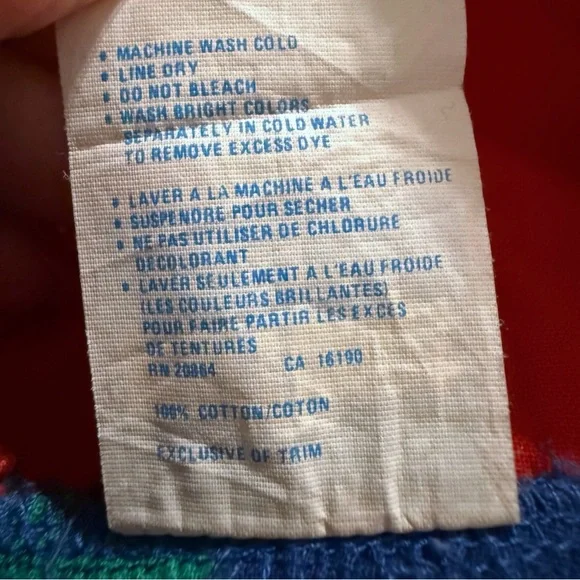 • MACHINE WASH COLD
• LINE DRY
• DO NOT BLEACH
• WASH BRIGHT COLORS
SEPARATELY IN COLD WATER
TO REMOVE EXCESS DYE
• LAVER A LA MACHINE A L'EAU FROIDE
• SUSPENDRE POUR SECHER
• NE PAS UTILISER DE CHLORURE
DECOLORANT
• LAVER SEULEMENT A L'EAU FROIDE
(LES COULEURS BRILLANTES)
POUR FAIRE PARTIR LES EXCES
DE TENTURES
RN 20864 CA 16190
100% COTTON/COTON
EXCLUSIVE OF TRIM